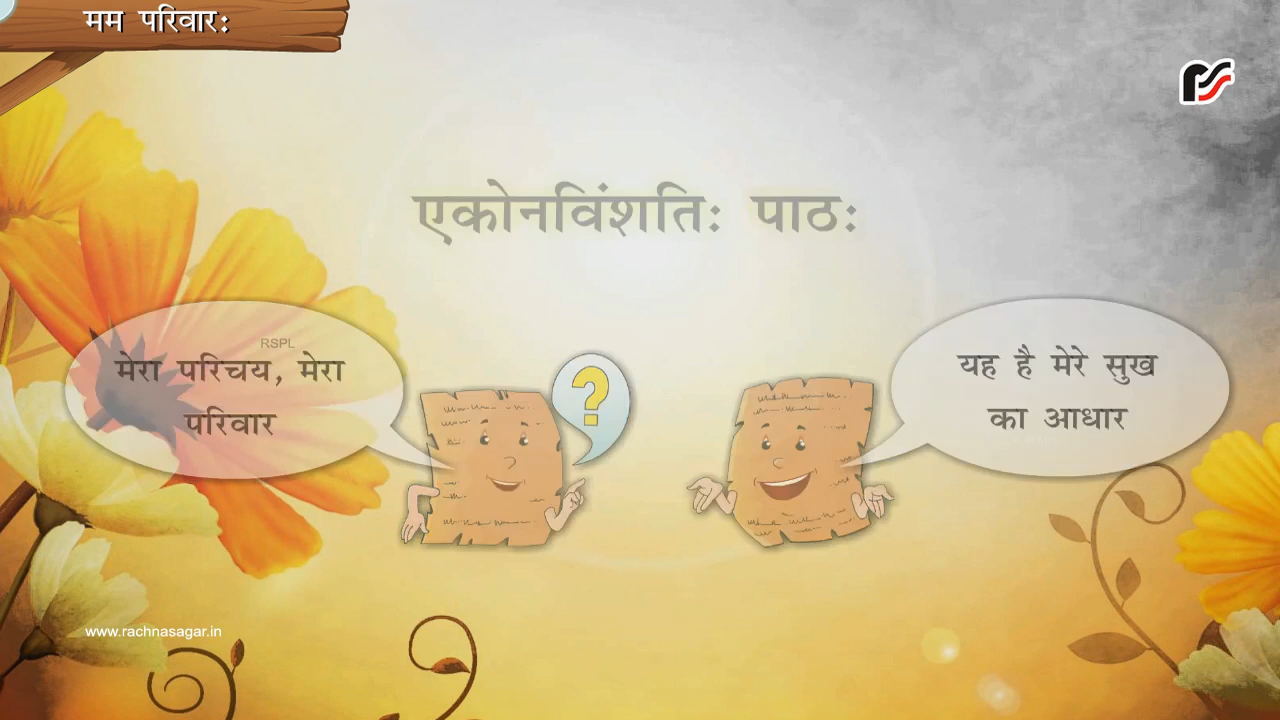 मम परिवारः
एकोनविंशतिः पाठः
RSPL
मेरा परिचय, मेरा
परिवार
?
यह है मेरे सुख
का आधार
www.rachnasagar.in